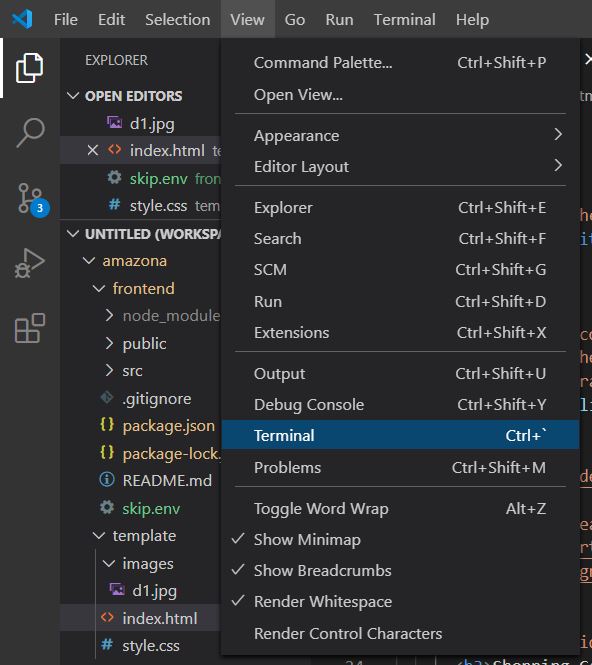 File Edit Selection View Go Run Terminal Help
EXPLORER
OPEN EDITORS
d1.jpg
index.html
skip.env
style.css
3
UNTITLED
amazona
frontend
node_module
public
src
.gitignore
package.json
package-lock.
README.md
skip.env
template
images
d1.jpg
index.html
style.css
Command Palette... Ctrl+Shift+P
Open View...
Appearance
Editor Layout
Explorer Ctrl+Shift+E
Search Ctrl+Shift+F
SCM Ctrl+Shift+G
Run Ctrl+Shift+D
Extensions Ctrl+Shift+X
Output Ctrl+Shift+U
Debug Console Ctrl+Shift+Y
Terminal Ctrl+`
Problems Ctrl+Shift+M
Toggle Word Wrap Alt+Z
Show Minimap
Show Breadcrumbs
Render Whitespace
Render Control Characters